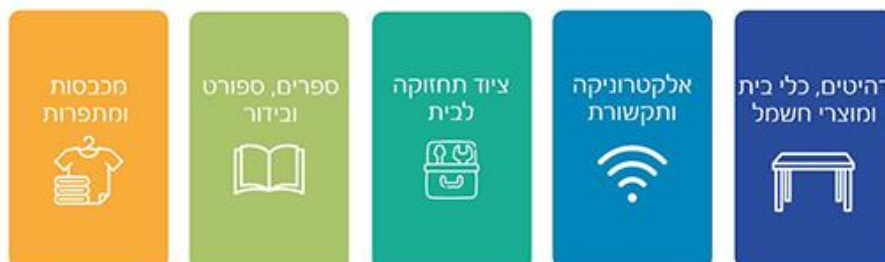 רהיטים, כלי בית
ומוצרי חשמל
אלקטרוניקה
ותקשורת
ציוד תחזוקה
לבית
ספרים, ספורט
ובידור
מכבסות
ומתפרות